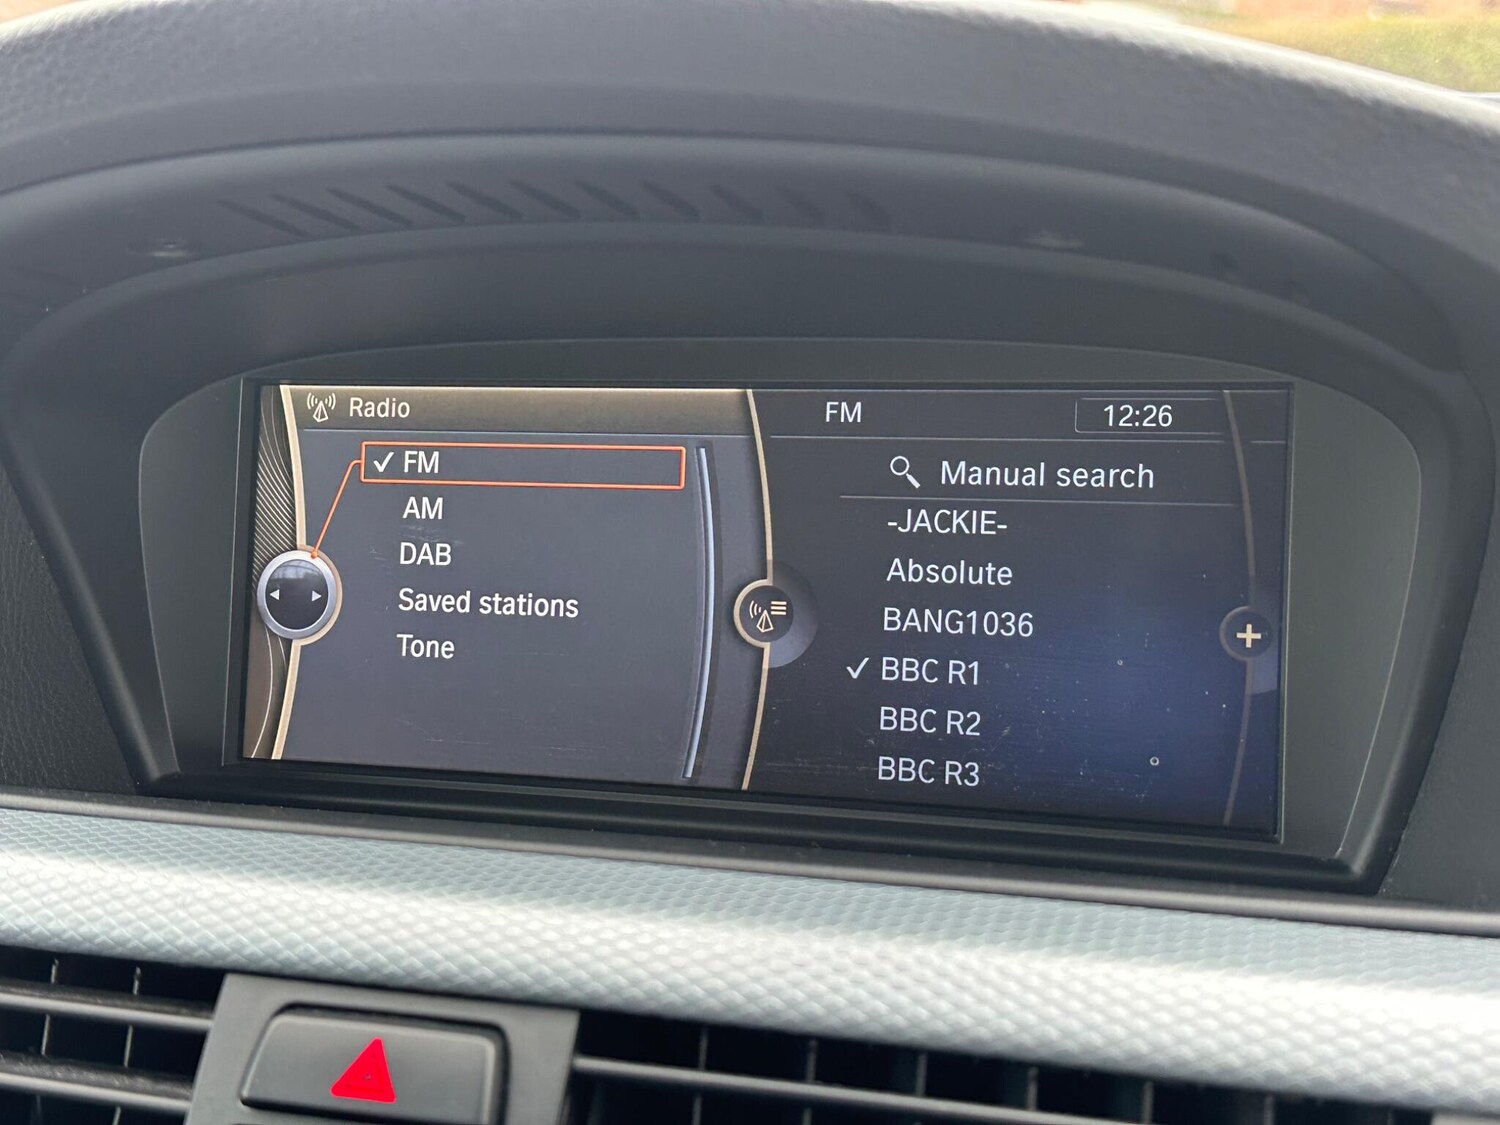 Radio
✓ FM
AM
DAB
Saved stations
Tone
FM
12:26
Manual search
-JACKIE-
Absolute
BANG1036
✓ BBC R1
BBC R2
BBC R3